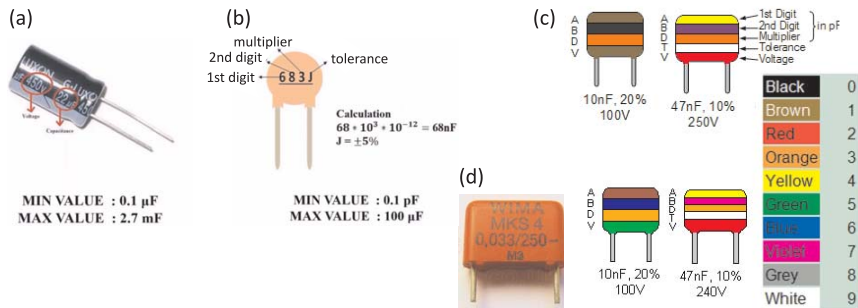 (a)
LUXON
450V
Voltage
Capacitance
MIN VALUE : 0.1 μF
MAX VALUE : 2.7 mF
(b)
multiplier
2nd digit
tolerance
1st digit
683J
Calculation
68 * 10³ * 10⁻¹² = 68nF
J = ±5%
MIN VALUE : 0.1 pF
MAX VALUE : 100 μF
(c)
A
B
D
V
10nF, 20%
100V
A
B
D
T
V
1st Digit
2nd Digit
Multiplier
in pF
Tolerance
Voltage
47nF, 10%
250V
(d)
WIMA
MKS 4
0,033/250-
M3
A
B
D
V
10nF, 20%
100V
A
B
D
T
V
47nF, 10%
240V
Black 0
Brown 1
Red 2
Orange 3
Yellow 4
Green 5
Blue 6
Violet 7
Grey 8
White 9